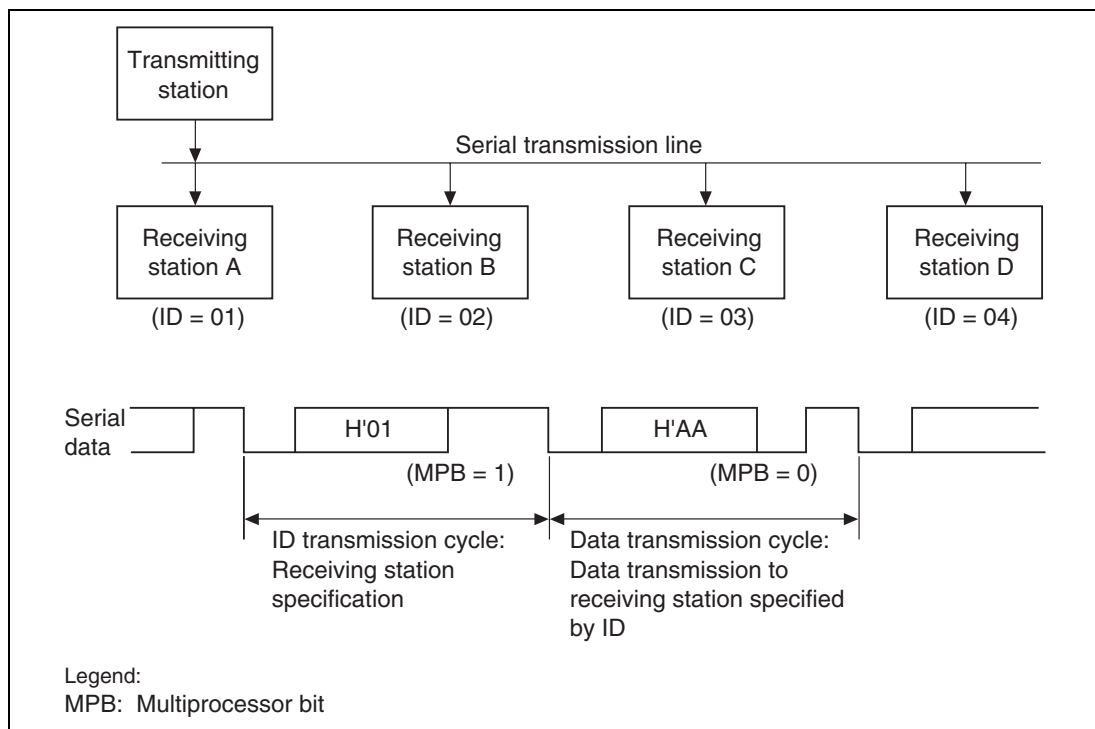 Transmitting
station
Serial transmission line
Receiving
station A
Receiving
station B
Receiving
station C
Receiving
station D
(ID = 01)
(ID = 02)
(ID = 03)
(ID = 04)
Serial
data
H'01
H'AA
(MPB = 1)
(MPB = 0)
ID transmission cycle:
Receiving station
specification
Data transmission cycle:
Data transmission to
receiving station specified
by ID
Legend:
MPB: Multiprocessor bit